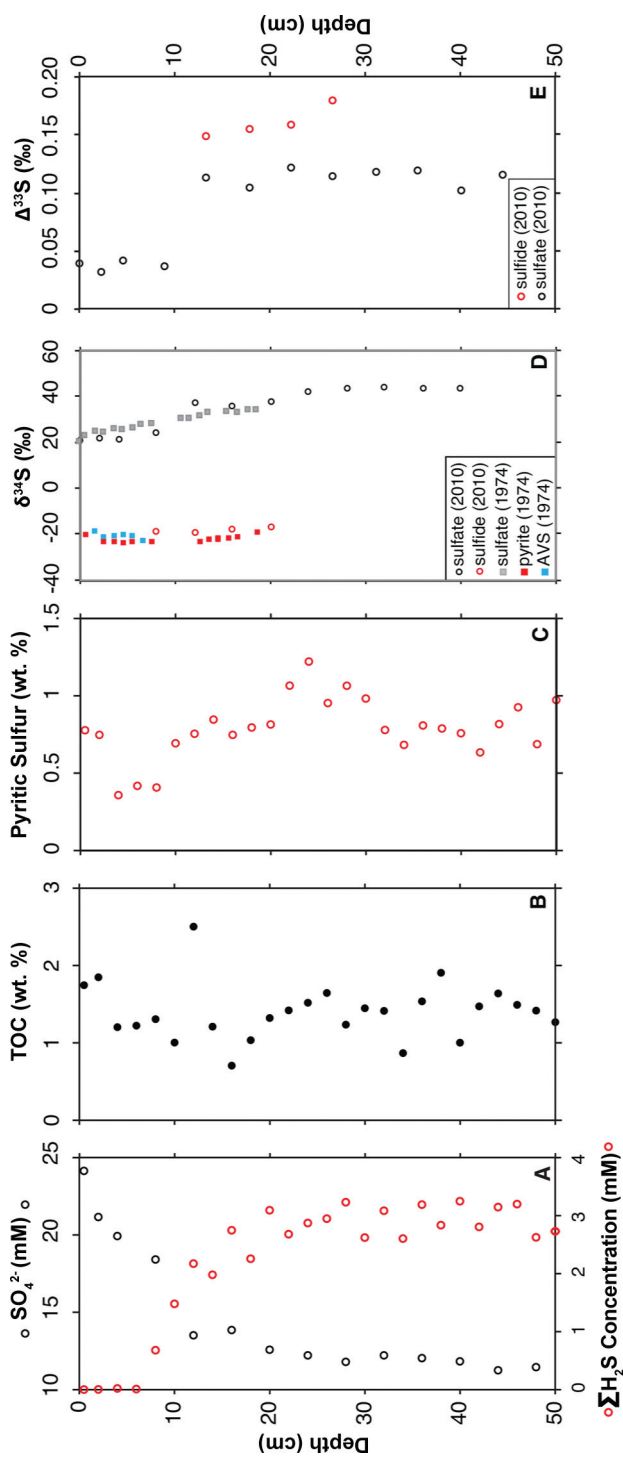 ○ SO₄²⁻ (mM) ○
10 15 20 25
Depth (cm)
0 10 20 30 40 50
A
0 1 2 3 4
○ΣH₂S Concentration (mM)○
TOC (wt. %)
0 1 2 3
B
Pyritic Sulfur (wt. %)
0 0.5 1 1.5
C
δ³⁴S (‰)
-40 -20 0 20 40 60
D
sulfate (2010)
sulfide (2010)
sulfate (1974)
pyrite (1974)
AVS (1974)
Δ³³S (‰)
0 0.05 0.10 0.15 0.20
E
sulfide (2010)
sulfate (2010)
0 10 20 30 40 50
Depth (cm)